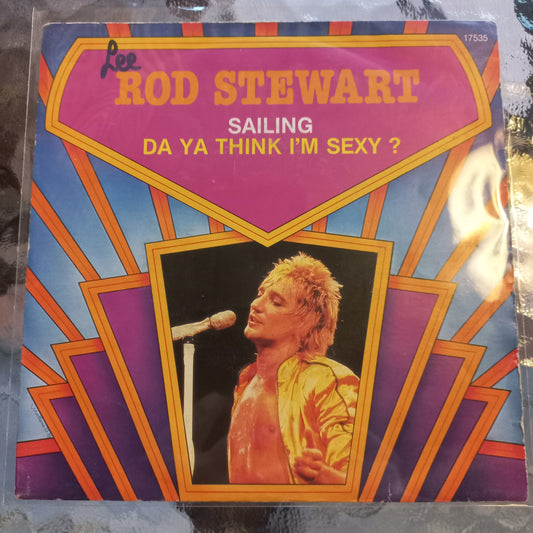 17535
Lee
ROD STEWART
SAILING
DA YA THINK I'M SEXY ?